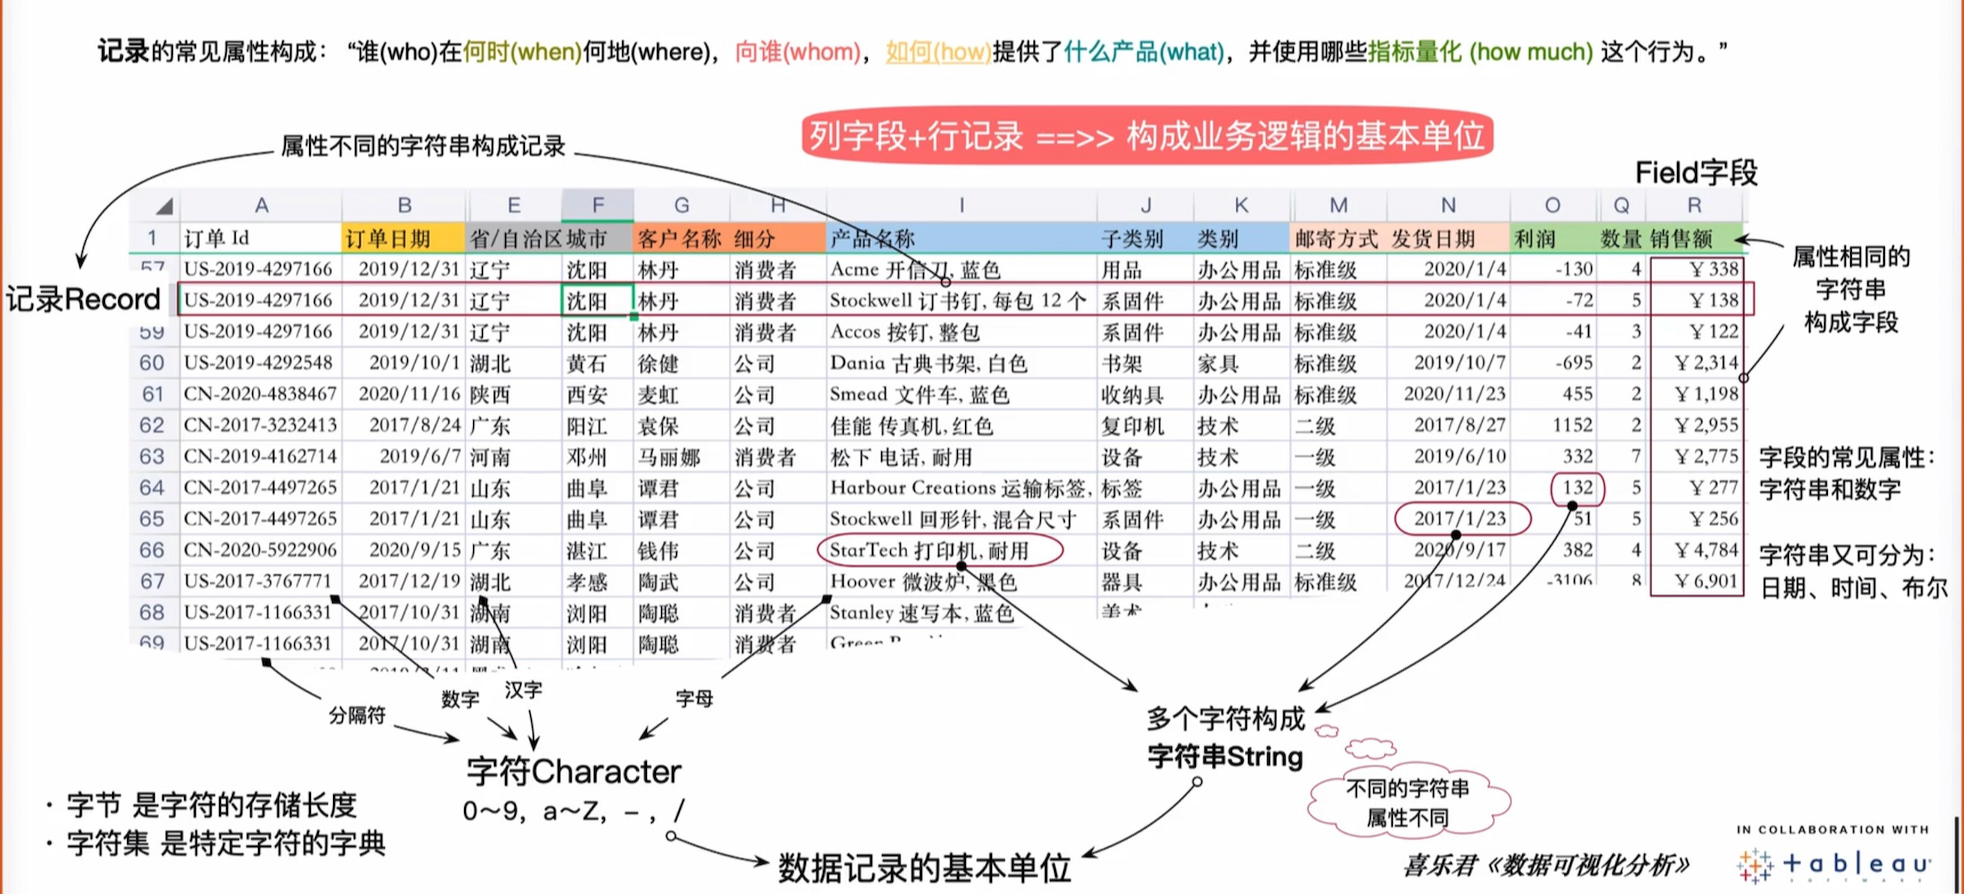 记录的常见属性构成：“谁(who)在何时(when)何地(where)，向谁(whom)，如何(how)提供了什么产品(what)，并使用哪些指标量化 (how much) 这个行为。”
列字段+行记录 ==>> 构成业务逻辑的基本单位
属性不同的字符串构成记录
Field字段
A B E F G H I J K M N O Q R
1 订单 Id 订单日期 省/自治区 城市 客户名称 细分 产品名称 子类别 类别 邮寄方式 发货日期 利润 数量 销售额
57 US-2019-4297166 2019/12/31 辽宁 沈阳 林丹 消费者 Acme 开信刀, 蓝色 用品 办公用品 标准级 2020/1/4 -130 4 ￥338
记录Record US-2019-4297166 2019/12/31 辽宁 沈阳 林丹 消费者 Stockwell 订书钉, 每包 12 个 系固件 办公用品 标准级 2020/1/4 -72 5 ￥138
59 US-2019-4297166 2019/12/31 辽宁 沈阳 林丹 消费者 Accos 按钉, 整包 系固件 办公用品 标准级 2020/1/4 -41 3 ￥122
60 US-2019-4292548 2019/10/1 湖北 黄石 徐健 公司 Dania 古典书架, 白色 书架 家具 标准级 2019/10/7 -695 2 ￥2,314
61 CN-2020-4838467 2020/11/16 陕西 西安 麦虹 公司 Smead 文件车, 蓝色 收纳具 办公用品 标准级 2020/11/23 455 2 ￥1,198
62 CN-2017-3232413 2017/8/24 广东 阳江 袁保 公司 佳能 传真机, 红色 复印机 技术 二级 2017/8/27 1152 2 ￥2,955
63 CN-2019-4162714 2019/6/7 河南 邓州 马丽娜 消费者 松下 电话, 耐用 设备 技术 一级 2019/6/10 332 7 ￥2,775
64 CN-2017-4497265 2017/1/21 山东 曲阜 谭君 公司 Harbour Creations 运输标签, 标签 办公用品 一级 2017/1/23 132 5 ￥277
65 CN-2017-4497265 2017/1/21 山东 曲阜 谭君 公司 Stockwell 回形针, 混合尺寸 系固件 办公用品 一级 2017/1/23 51 5 ￥256
66 CN-2020-5922906 2020/9/15 广东 湛江 钱伟 公司 StarTech 打印机, 耐用 设备 技术 二级 2020/9/17 382 4 ￥4,784
67 US-2017-3767771 2017/12/19 湖北 孝感 陶武 公司 Hoover 微波炉, 黑色 器具 办公用品 标准级 2017/12/24 -3106 8 ￥6,901
68 US-2017-1166331 2017/10/31 湖南 浏阳 陶聪 消费者 Stanley 速写本, 蓝色 美术
69 US-2017-1166331 2017/10/31 湖南 浏阳 陶聪 消费者
属性相同的
字符串
构成字段
字段的常见属性：
字符串和数字
字符串又可分为：
日期、时间、布尔
分隔符
数字
汉字
字母
字符Character
0～9，a～Z，－，/
多个字符构成
字符串String
不同的字符串
属性不同
· 字节 是字符的存储长度
· 字符集 是特定字符的字典
数据记录的基本单位
喜乐君《数据可视化分析》
IN COLLABORATION WITH
+ableau
SOFTWARE